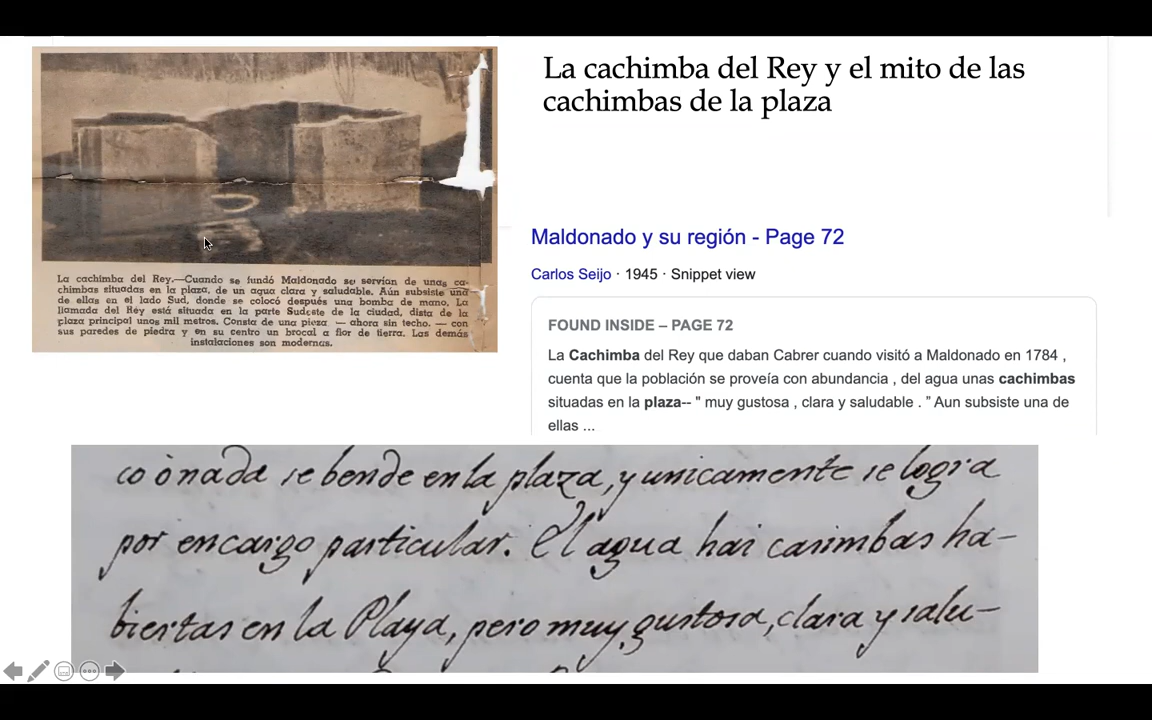 La cachimba del Rey y el mito de las
cachimbas de la plaza
La cachimba del Rey.—Cuando se fundó Maldonado se servían de unas ca-
chimbas situadas en la plaza, de un agua clara y saludable. Aún subsiste una
de ellas en el lado Sud, donde se colocó después una bomba de mano. La
llamada del Rey está situada en la parte Sudeste de la ciudad, dista de la
plaza principal unos mil metros. Consta de una pieza — ahora sin techo. — con
sus paredes de piedra y en su centro un brocal a flor de tierra. Las demás
instalaciones son modernas.
Maldonado y su región - Page 72
Carlos Seijo · 1945 · Snippet view
FOUND INSIDE – PAGE 72
La Cachimba del Rey que daban Cabrer cuando visitó a Maldonado en 1784 ,
cuenta que la población se proveía con abundancia , del agua unas cachimbas
situadas en la plaza-- " muy gustosa , clara y saludable . " Aun subsiste una de
ellas ...
co ò nada se bende en la plaza, y unicamente se logra
por encargo particular. El agua hai casimbas ha-
biertas en la Playa, pero muy gustosa, clara y salu-